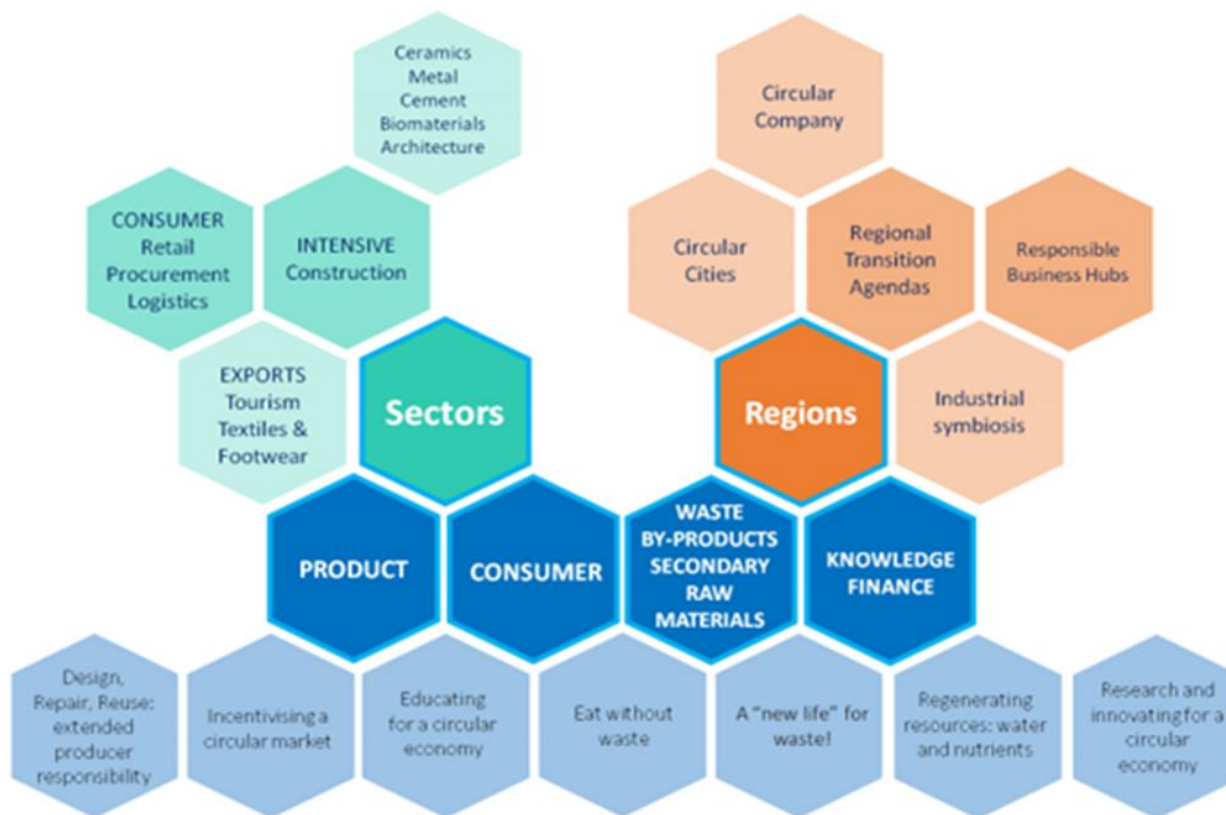 Ceramics
Metal
Cement
Biomaterials
Architecture
Circular
Company
CONSUMER
Retail
Procurement
Logistics
INTENSIVE
Construction
Circular
Cities
Regional
Transition
Agendas
Responsible
Business Hubs
EXPORTS
Tourism
Textiles &
Footwear
Sectors
Regions
Industrial
symbiosis
PRODUCT
CONSUMER
WASTE
BY-PRODUCTS
SECONDARY
RAW
MATERIALS
KNOWLEDGE
FINANCE
Design,
Repair, Reuse:
extended
producer
responsibility
Incentivising a
circular market
Educating
for a circular
economy
Eat without
waste
A "new life" for
waste!
Regenerating
resources: water
and nutrients
Research and
innovating for a
circular
economy